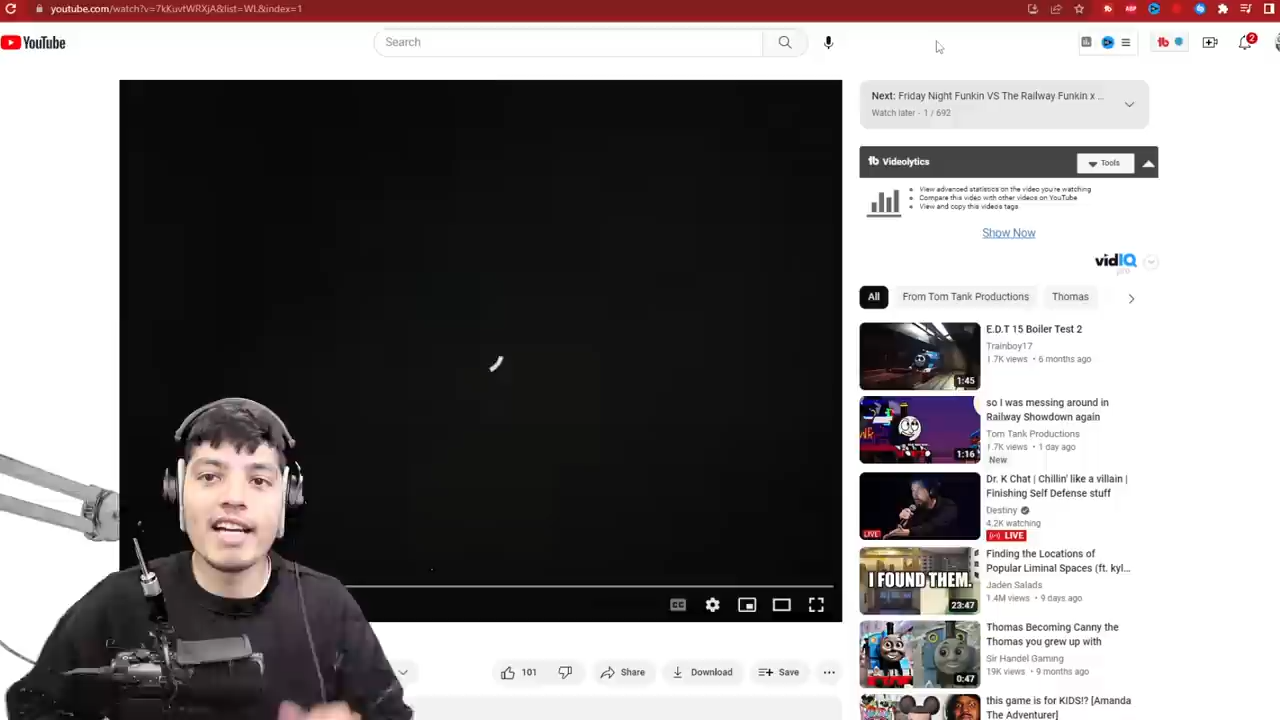 youtube.com/watch?v=7kKuvtWRXjA&list=WL&index=1
YouTube
Search
2
Next: Friday Night Funkin VS The Railway Funkin x ...
Watch later - 1 / 692
tb Videolytics
Tools
View advanced statistics on the video you're watching
Compare this video with other videos on YouTube
View and copy this videos tags
Show Now
vidIQ
pro
All
From Tom Tank Productions
Thomas
E.D.T 15 Boiler Test 2
Trainboy17
1.7K views • 6 months ago
1:45
so I was messing around in
Railway Showdown again
Tom Tank Productions
1.7K views • 1 day ago
1:16
New
Dr. K Chat | Chillin' like a villain |
Finishing Self Defense stuff
Destiny
4.2K watching
LIVE
LIVE
Finding the Locations of
Popular Liminal Spaces (ft. kyl...
I FOUND THEM.
Jaden Salads
1.4M views • 9 days ago
23:47
Thomas Becoming Canny the
Thomas you grew up with
Sir Handel Gaming
19K views • 9 months ago
0:47
CC
101
Share
Download
Save
this game is for KIDS!? [Amanda
The Adventurer]